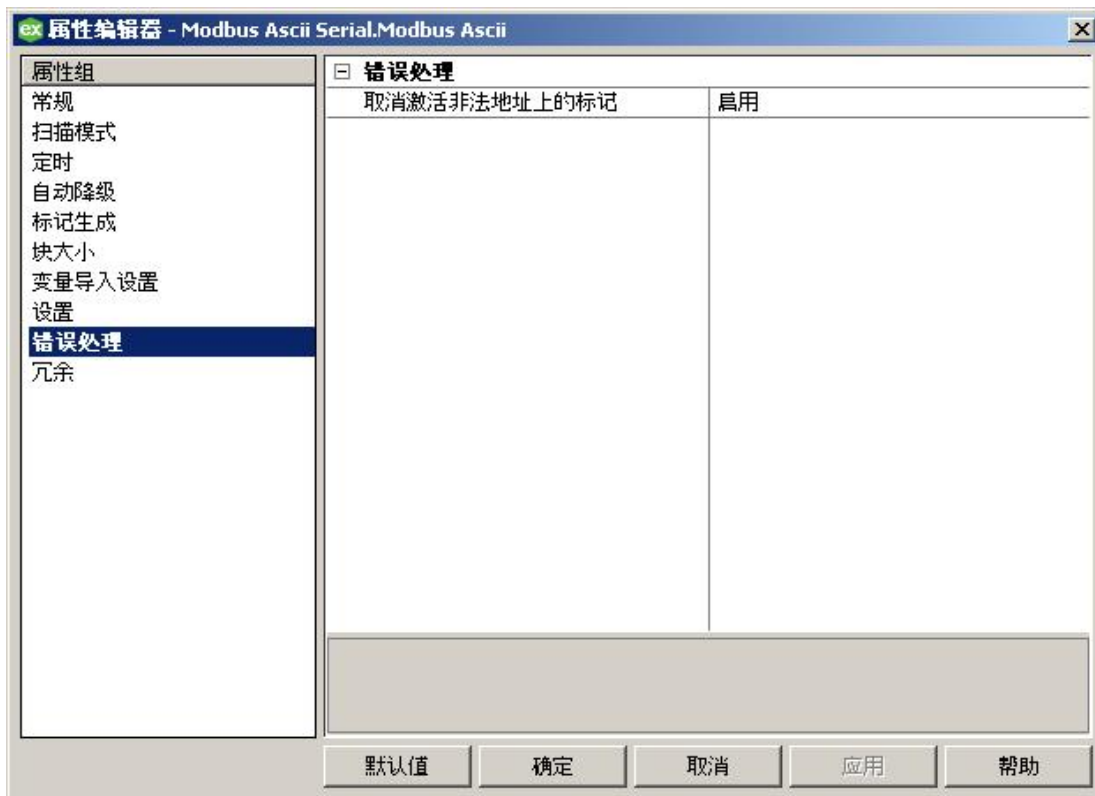 ex 属性编辑器 - Modbus Ascii Serial.Modbus Ascii
属性组
常规
扫描模式
定时
自动降级
标记生成
块大小
变量导入设置
设置
错误处理
冗余
错误处理
取消激活非法地址上的标记 启用
默认值 确定 取消 应用 帮助